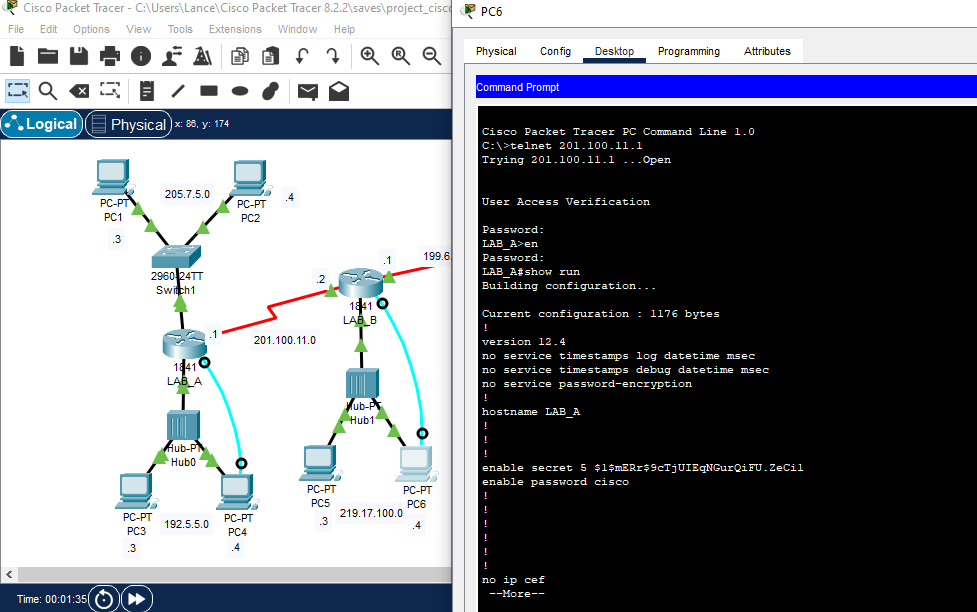 Cisco Packet Tracer - C:\Users\Lance\Cisco Packet Tracer 8.2.2\saves\project_cisco
File Edit Options View Tools Extensions Window Help
Logical Physical x: 86, y: 174
PC-PT
PC1
.3
205.7.5.0
PC-PT
PC2
.4
2960-24TT
Switch1
.1
1841
LAB_A
201.100.11.0
.2
.1
199.6
1841
LAB_B
Hub-PT
Hub0
Hub-PT
Hub1
PC-PT
PC3
.3
192.5.5.0
PC-PT
PC4
.4
PC-PT
PC5
.3
219.17.100.0
PC-PT
PC6
.4
Time: 00:01:35
PC6
Physical Config Desktop Programming Attributes
Command Prompt
Cisco Packet Tracer PC Command Line 1.0
C:\>telnet 201.100.11.1
Trying 201.100.11.1 ...Open
User Access Verification
Password:
LAB_A>en
Password:
LAB_A#show run
Building configuration...
Current configuration : 1176 bytes
!
version 12.4
no service timestamps log datetime msec
no service timestamps debug datetime msec
no service password-encryption
!
hostname LAB_A
!
!
!
enable secret 5 $1$mERr$9cTjUIEqNGurQiFU.ZeCi1
enable password cisco
!
!
!
!
!
!
no ip cef
--More--